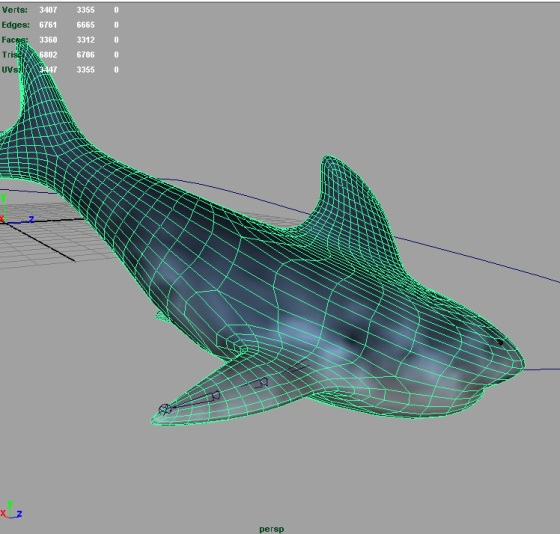 Verts: 3407 3355 0
Edges: 6761 6665 0
Faces: 3360 3312 0
Tris: 6802 6706 0
UVs: 3447 3355 0
Y
X Z
Y
X Z
persp